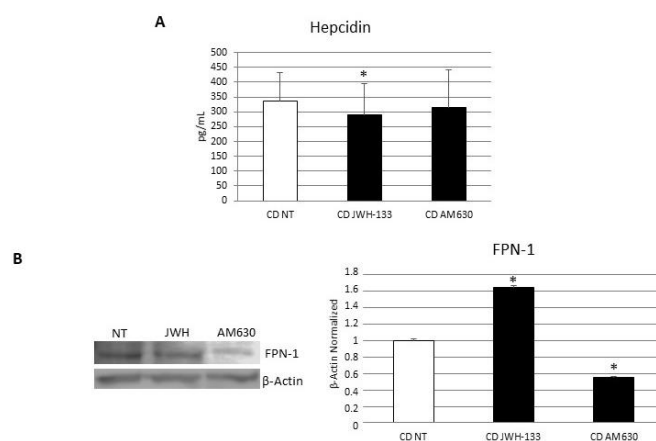 A
Hepcidin
500
450
400
350
300
250
200
150
100
50
0
pg/mL
*
CD NT CD JWH-133 CD AM630
B
NT JWH AM630
FPN-1
β-Actin
FPN-1
1.8
1.6
1.4
1.2
1
0.8
0.6
0.4
0.2
0
β-Actin Normalized
*
*
CD NT CD JWH-133 CD AM630